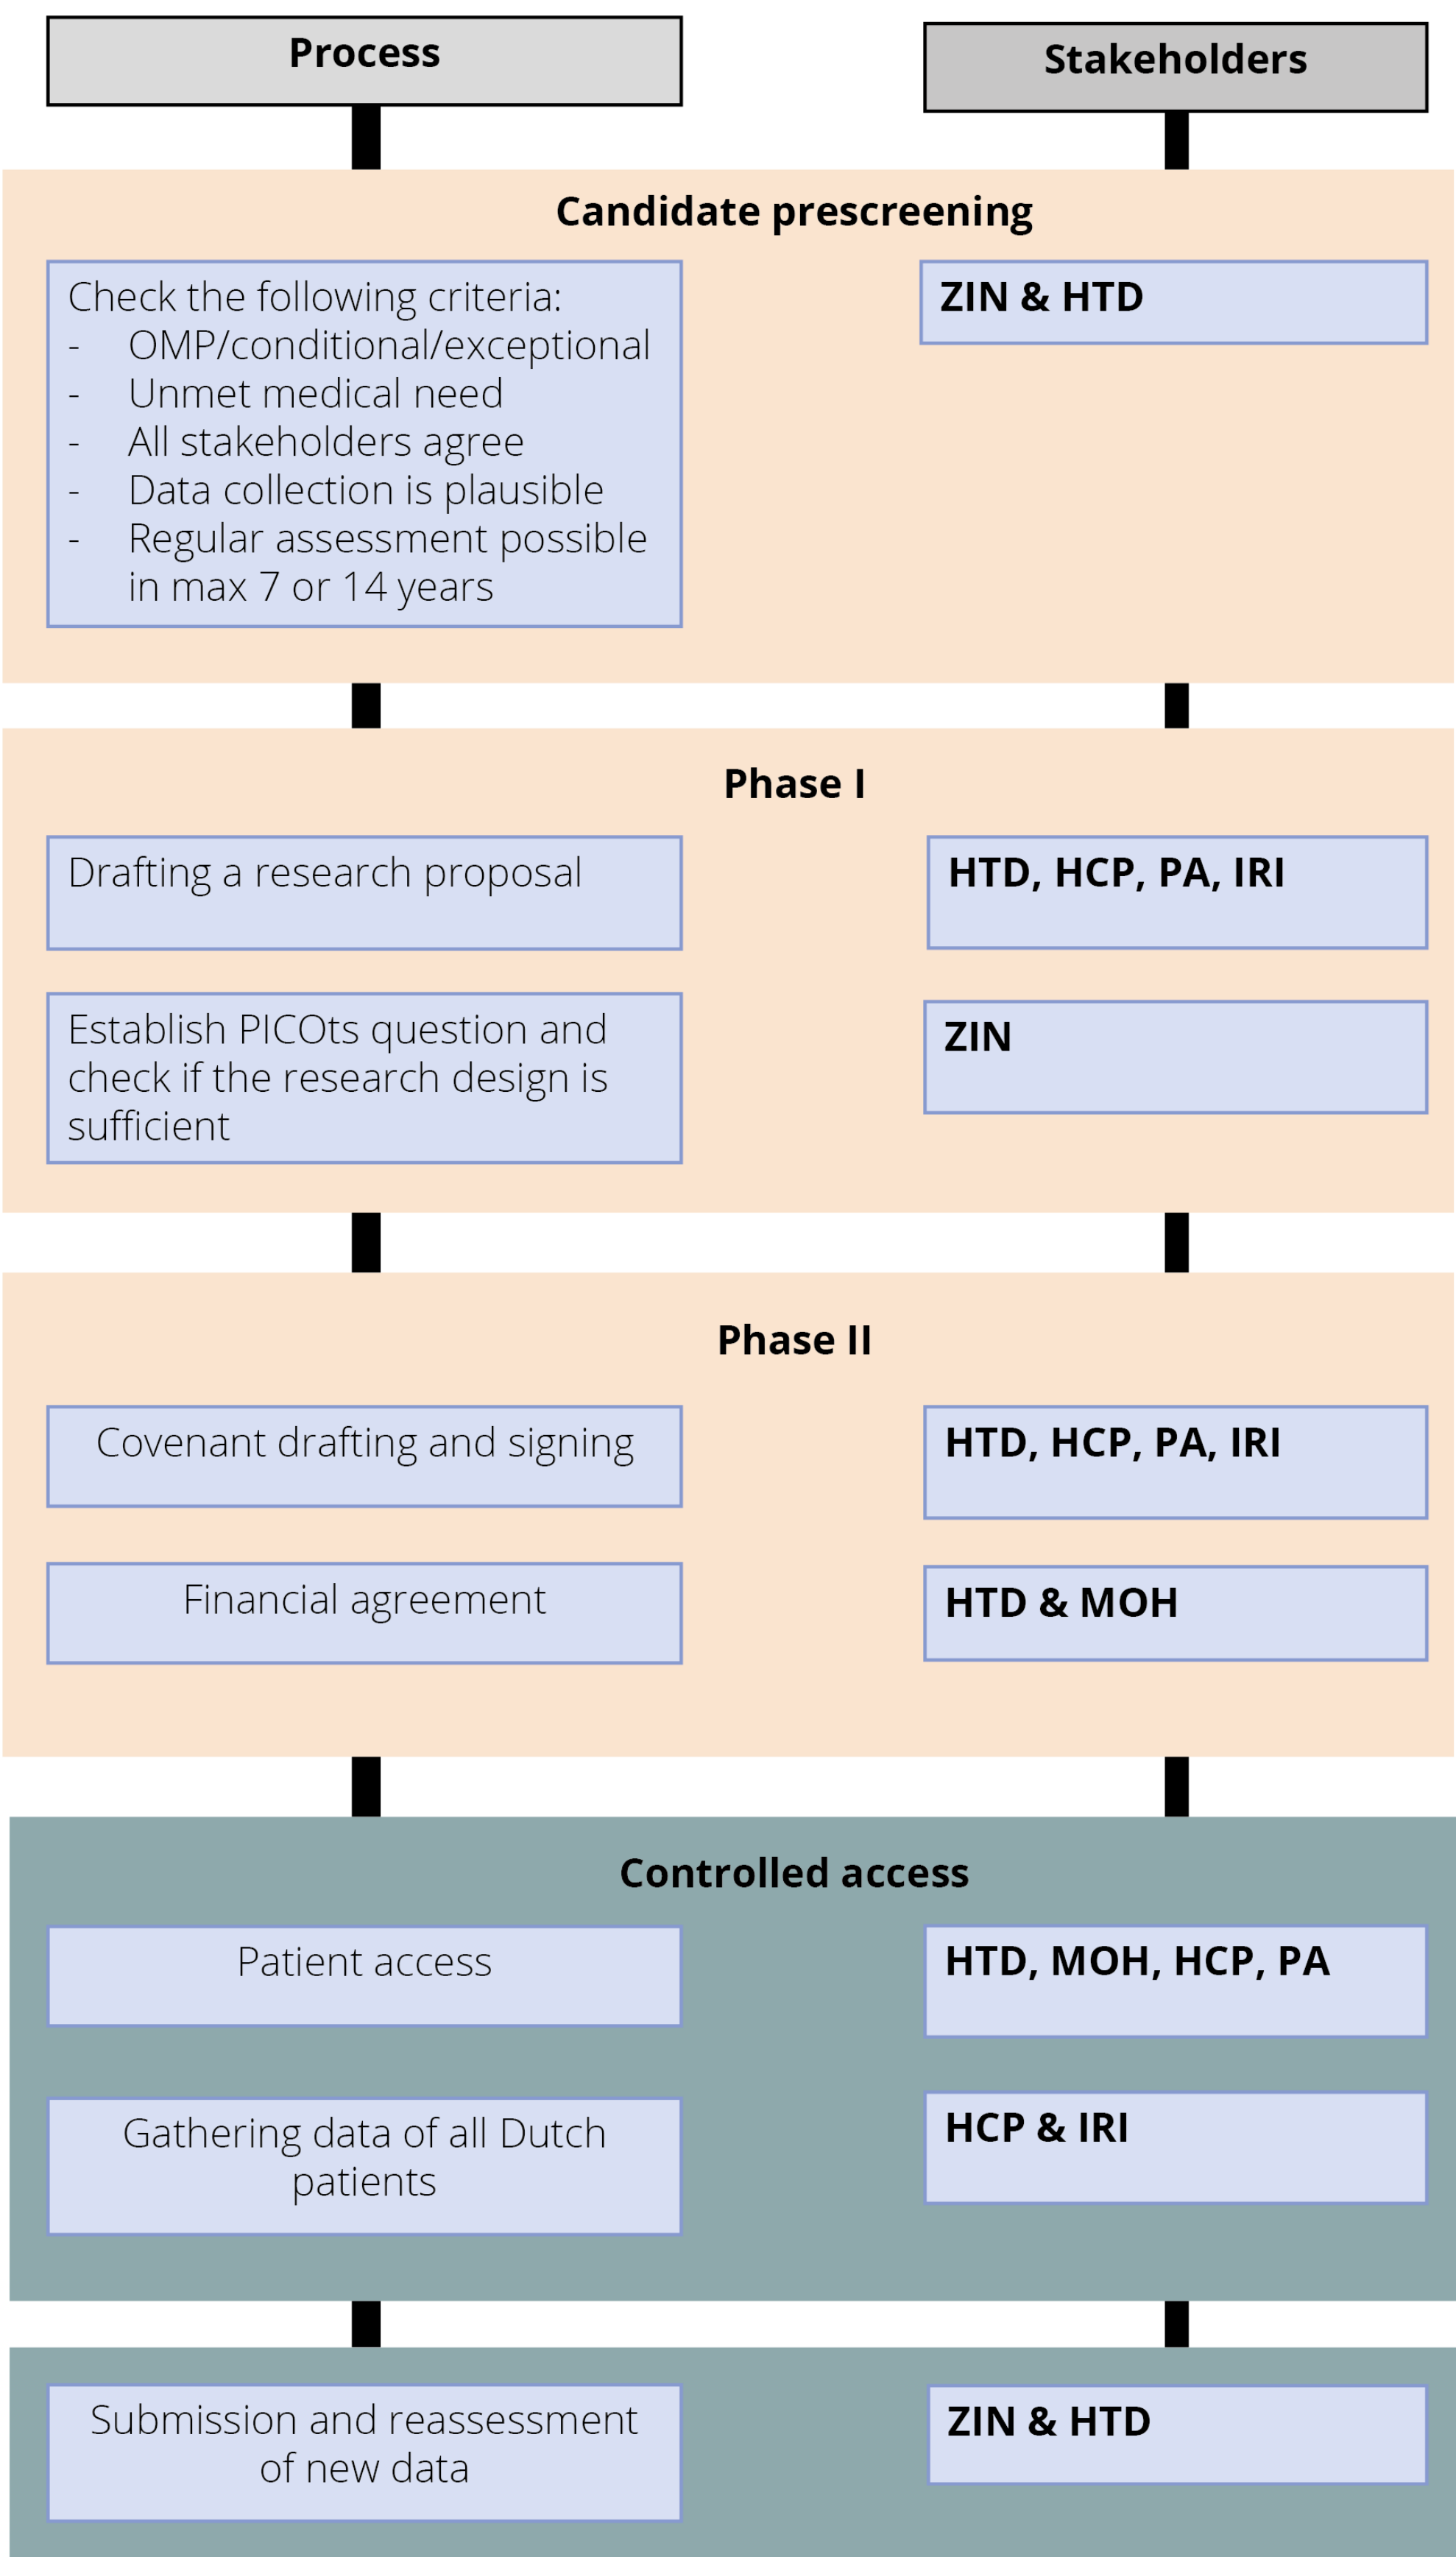 Process
Stakeholders
Candidate prescreening
Check the following criteria:
- OMP/conditional/exceptional
- Unmet medical need
- All stakeholders agree
- Data collection is plausible
- Regular assessment possible
in max 7 or 14 years
ZIN & HTD
Phase I
Drafting a research proposal
HTD, HCP, PA, IRI
Establish PICOts question and
check if the research design is
sufficient
ZIN
Phase II
Covenant drafting and signing
HTD, HCP, PA, IRI
Financial agreement
HTD & MOH
Controlled access
Patient access
HTD, MOH, HCP, PA
Gathering data of all Dutch
patients
HCP & IRI
Submission and reassessment
of new data
ZIN & HTD